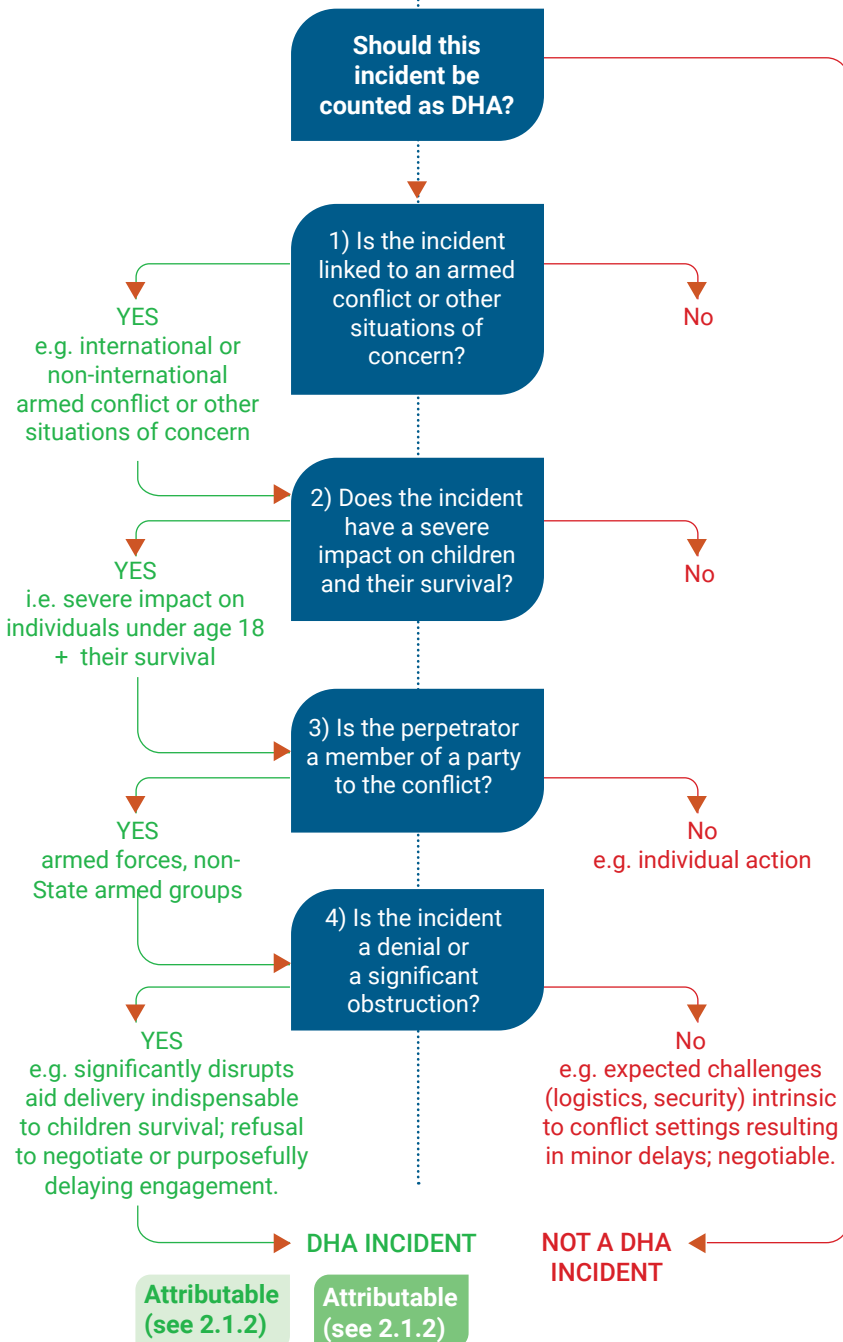 Should this
incident be
counted as DHA?
1) Is the incident
linked to an armed
conflict or other
situations of
concern?
YES
e.g. international or
non-international
armed conflict or other
situations of concern
No
2) Does the incident
have a severe
impact on children
and their survival?
YES
i.e. severe impact on
individuals under age 18
+ their survival
No
3) Is the perpetrator
a member of a party
to the conflict?
YES
armed forces, non-
State armed groups
No
e.g. individual action
4) Is the incident
a denial or
a significant
obstruction?
YES
e.g. significantly disrupts
aid delivery indispensable
to children survival; refusal
to negotiate or purposefully
delaying engagement.
No
e.g. expected challenges
(logistics, security) intrinsic
to conflict settings resulting
in minor delays; negotiable.
DHA INCIDENT
NOT A DHA
INCIDENT
Attributable
(see 2.1.2)
Attributable
(see 2.1.2)